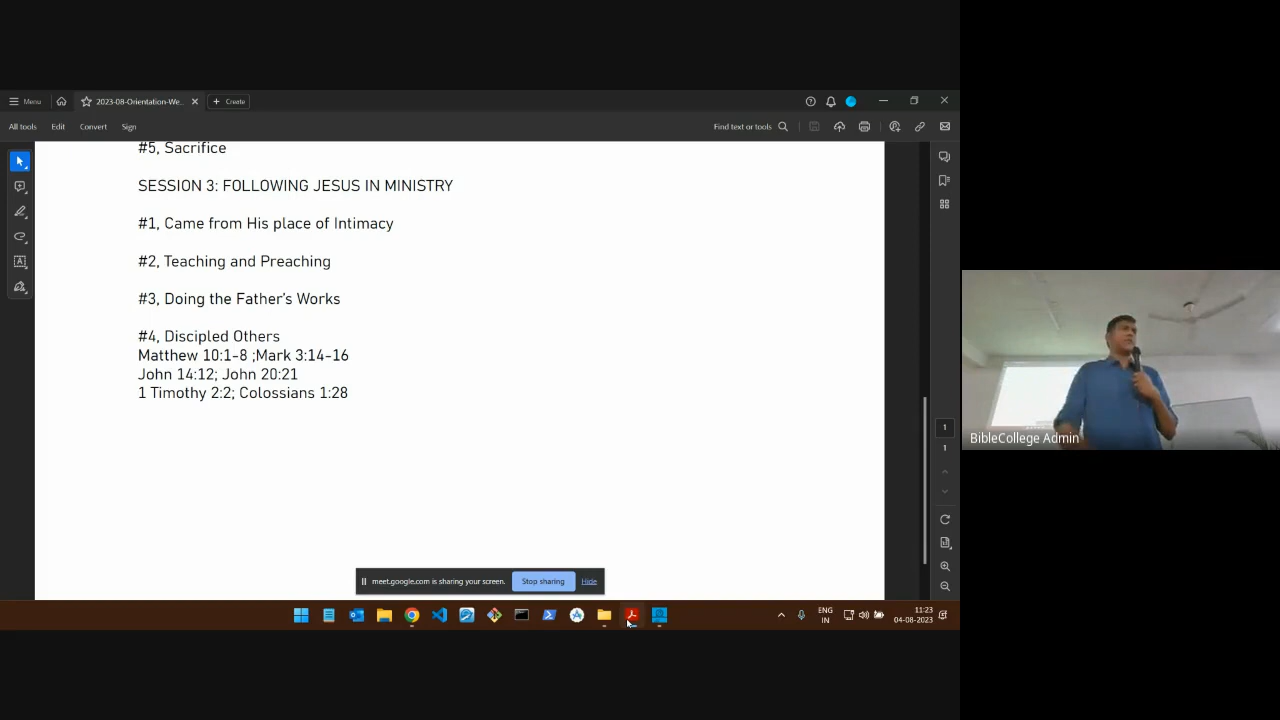 Menu
2023-08-Orientation-We...
Create
All tools
Edit
Convert
Sign
Find text or tools
#5, Sacrifice
SESSION 3: FOLLOWING JESUS IN MINISTRY
#1, Came from His place of Intimacy
#2, Teaching and Preaching
#3, Doing the Father's Works
#4, Discipled Others
Matthew 10:1-8 ;Mark 3:14-16
John 14:12; John 20:21
1 Timothy 2:2; Colossians 1:28
1
1
BibleCollege Admin
meet.google.com is sharing your screen.
Stop sharing
Hide
ENG
IN
11:23
04-08-2023